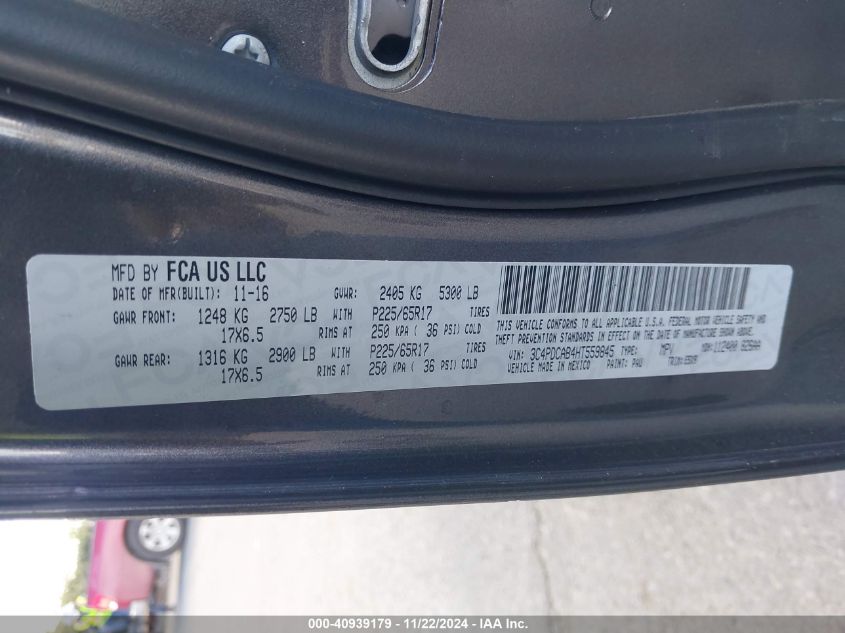 MFD BY FCA US LLC
DATE OF MFR(BUILT): 11-16 GVWR: 2405 KG 5300 LB
GAWR FRONT: 1248 KG 2750 LB WITH P225/65R17 TIRES
17X6.5 RIMS AT 250 KPA ( 36 PSI) COLD
GAWR REAR: 1316 KG 2900 LB WITH P225/65R17 TIRES
17X6.5 RIMS AT 250 KPA ( 36 PSI) COLD
THIS VEHICLE CONFORMS TO ALL APPLICABLE U.S.A. FEDERAL MOTOR VEHICLE SAFETY AND
THEFT PREVENTION STANDARDS IN EFFECT ON THE DATE OF MANUFACTURE SHOWN ABOVE.
VIN: 3C4PDCAB4HT559845 TYPE: MPV MDH: 112400
VEHICLE MADE IN MEXICO PAINT: PAU TRIM:
000-40939179 - 11/22/2024 - IAA Inc.